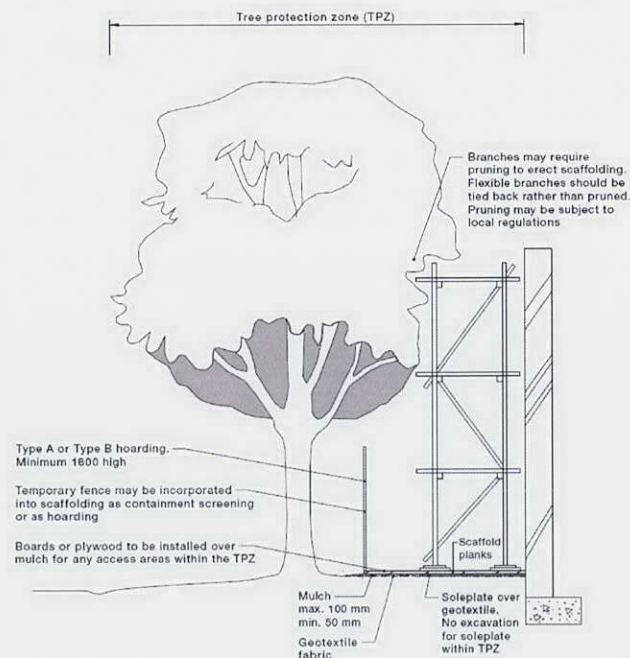 Tree protection zone (TPZ)
Branches may require
pruning to erect scaffolding.
Flexible branches should be
tied back rather than pruned.
Pruning may be subject to
local regulations
Type A or Type B hoarding.
Minimum 1800 high
Temporary fence may be incorporated
into scaffolding as containment screening
or as hoarding
Boards or plywood to be installed over
mulch for any access areas within the TPZ
Scaffold
planks
Mulch
max. 100 mm
min. 50 mm
Geotextile
fabric
Soleplate over
geotextile.
No excavation
for soleplate
within TPZ